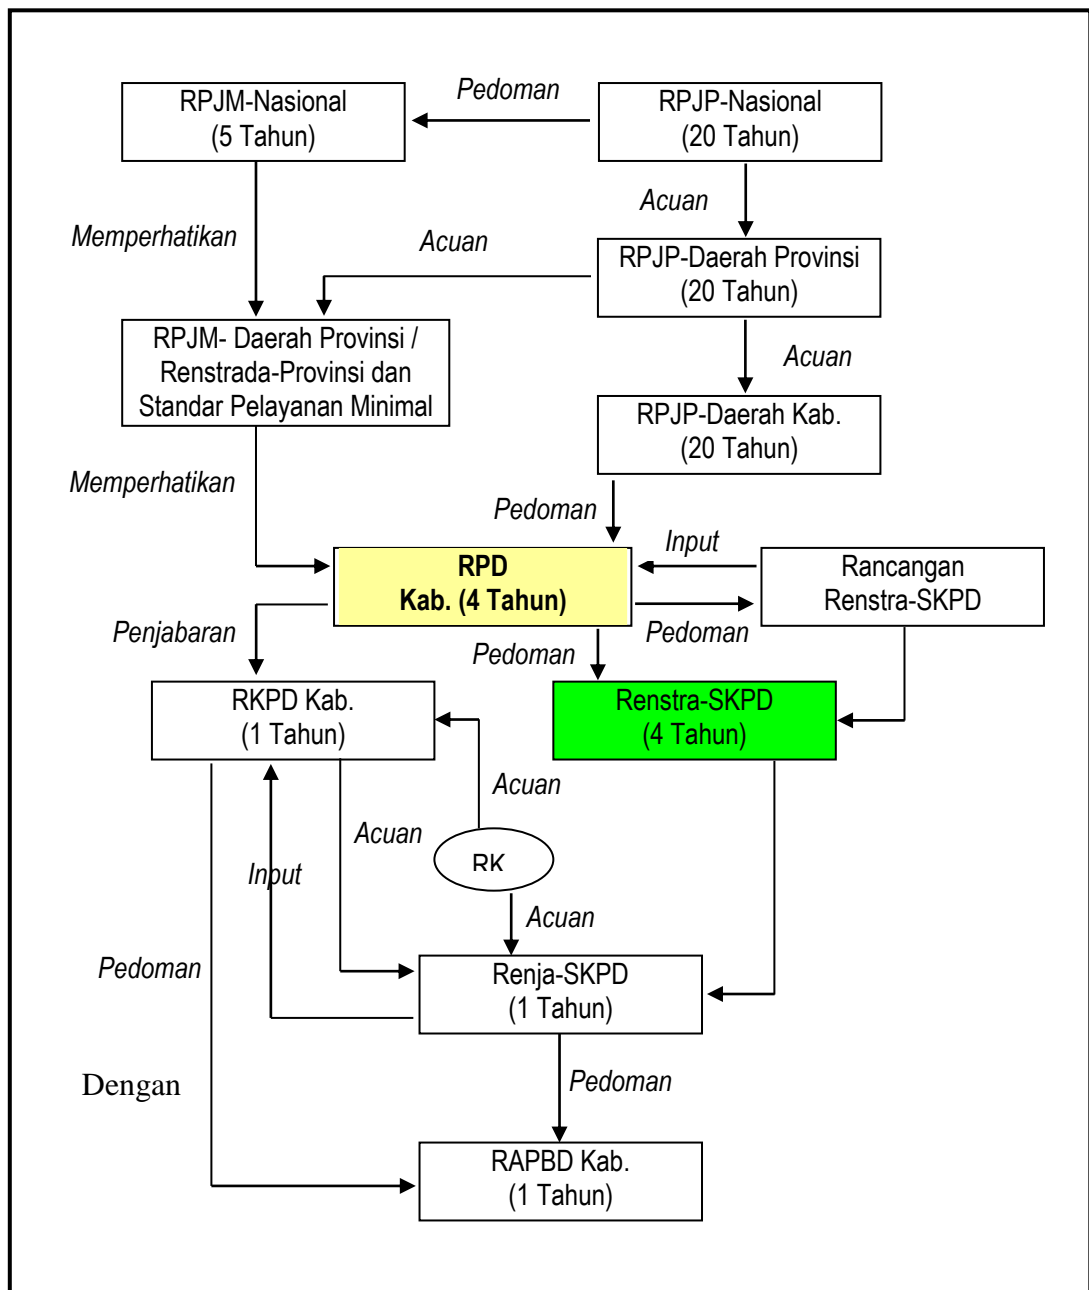 Pedoman
RPJM-Nasional
(5 Tahun)
RPJP-Nasional
(20 Tahun)
Acuan
Memperhatikan
Acuan
RPJP-Daerah Provinsi
(20 Tahun)
RPJM- Daerah Provinsi /
Renstrada-Provinsi dan
Standar Pelayanan Minimal
Acuan
RPJP-Daerah Kab.
(20 Tahun)
Memperhatikan
Pedoman
Input
RPD
Kab. (4 Tahun)
Rancangan
Renstra-SKPD
Penjabaran
Pedoman
Pedoman
RKPD Kab.
(1 Tahun)
Renstra-SKPD
(4 Tahun)
Acuan
Acuan
RK
Input
Acuan
Pedoman
Renja-SKPD
(1 Tahun)
Dengan
Pedoman
RAPBD Kab.
(1 Tahun)